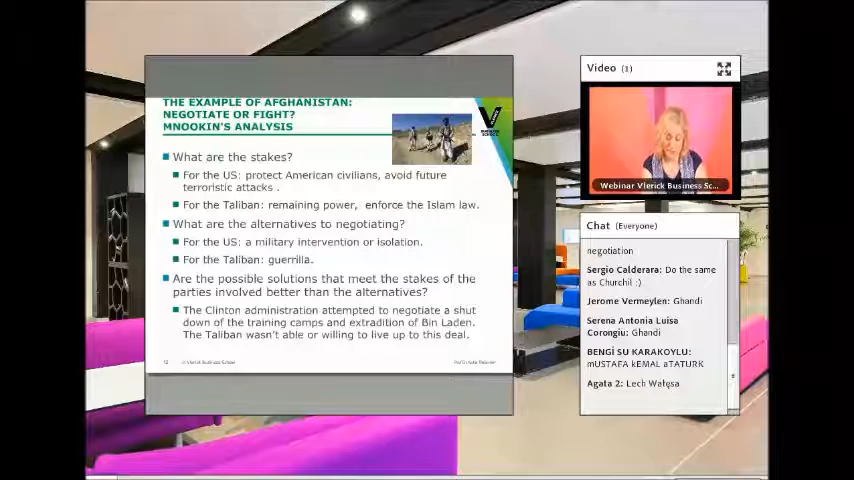 THE EXAMPLE OF AFGHANISTAN:
NEGOTIATE OR FIGHT?
MNOOKIN'S ANALYSIS
What are the stakes?
For the US: protect American civilians, avoid future
terroristic attacks .
For the Taliban: remaining power, enforce the Islam law.
What are the alternatives to negotiating?
For the US: a military intervention or isolation.
For the Taliban: guerrilla.
Are the possible solutions that meet the stakes of the
parties involved better than the alternatives?
The Clinton administration attempted to negotiate a shut
down of the training camps and extradition of Bin Laden.
The Taliban wasn't able or willing to live up to this deal.
12 © Vlerick Business School
Video (1)
Webinar Vlerick Business Sc...
Chat (Everyone)
negotiation
Sergio Calderara: Do the same
as Churchil :)
Jerome Vermeylen: Ghandi
Serena Antonia Luisa
Corongiu: Ghandi
BENGİ SU KARAKOYLU:
mUSTAFA kEMAL aTATURK
Agata 2: Lech Wałęsa